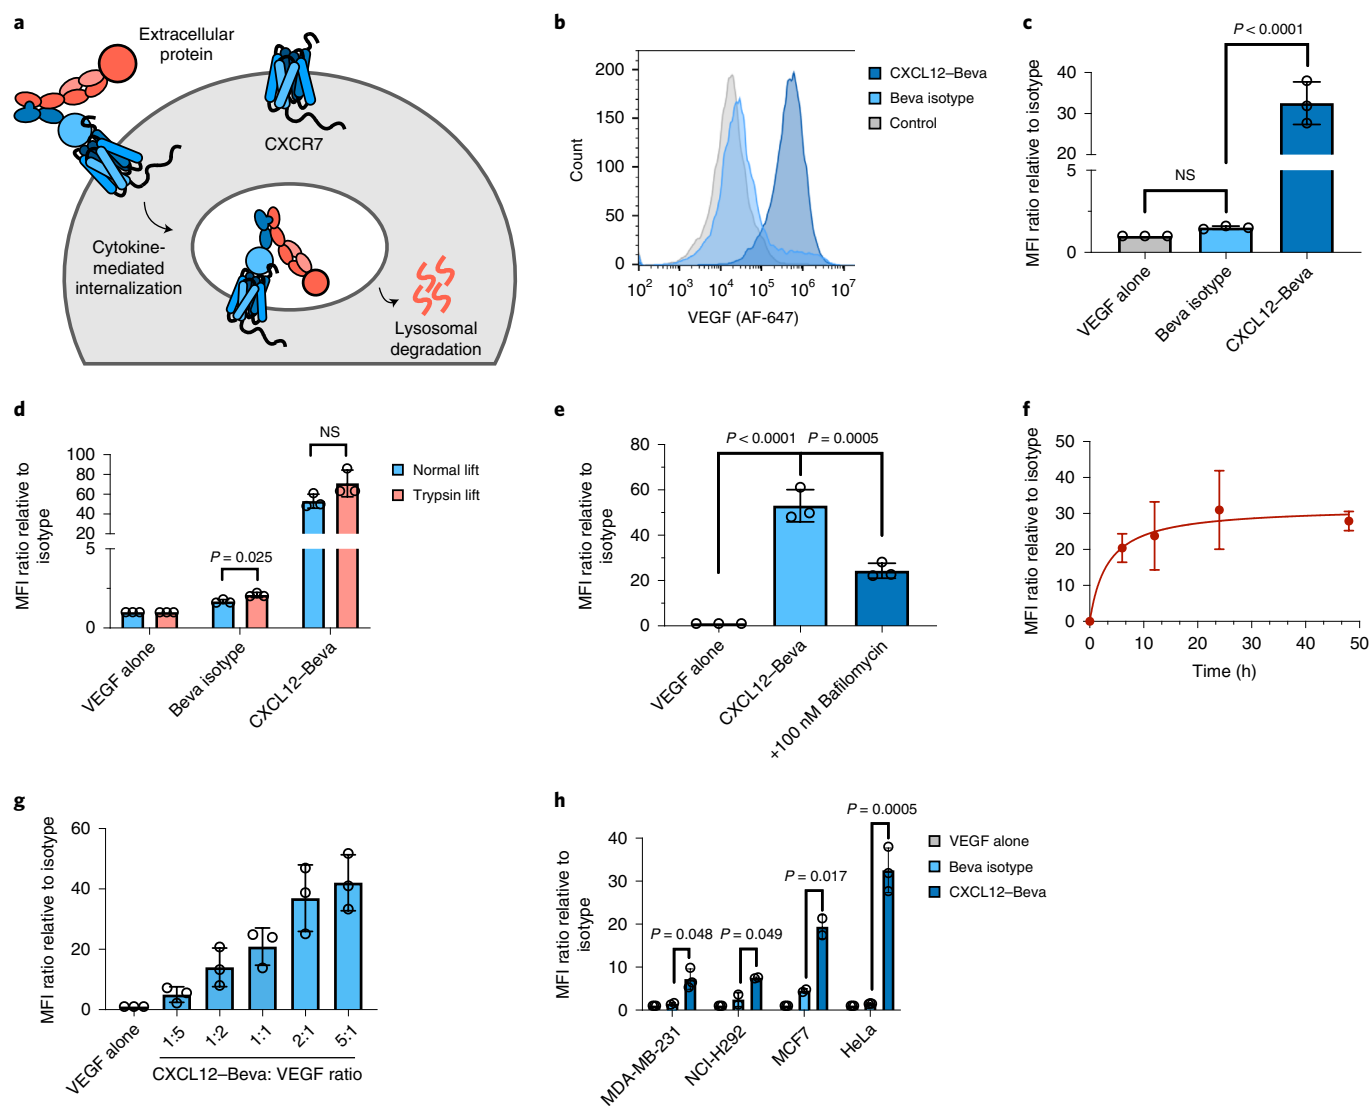 a
Extracellular
protein
CXCR7
Cytokine-
mediated
internalization
Lysosomal
degradation
b
Count
200
150
100
50
0
10² 10³ 10⁴ 10⁵ 10⁶ 10⁷
VEGF (AF-647)
CXCL12–Beva
Beva isotype
Control
c
MFI ratio relative to isotype
P < 0.0001
NS
40
30
20
5
0
VEGF alone
Beva isotype
CXCL12–Beva
d
MFI ratio relative to
isotype
NS
P = 0.025
100
80
60
40
20
5
0
VEGF alone
Beva isotype
CXCL12–Beva
Normal lift
Trypsin lift
e
MFI ratio relative to
isotype
P < 0.0001 P = 0.0005
80
60
40
20
0
VEGF alone
CXCL12–Beva
+100 nM Bafilomycin
f
MFI ratio relative to isotype
50
40
30
20
10
0
0 10 20 30 40 50
Time (h)
g
MFI ratio relative to isotype
60
40
20
0
VEGF alone
1:5
1:2
1:1
2:1
5:1
CXCL12–Beva: VEGF ratio
h
MFI ratio relative to
isotype
P = 0.0005
P = 0.017
P = 0.048 P = 0.049
40
30
20
10
0
MDA-MB-231
NCI-H292
MCF7
HeLa
VEGF alone
Beva isotype
CXCL12–Beva